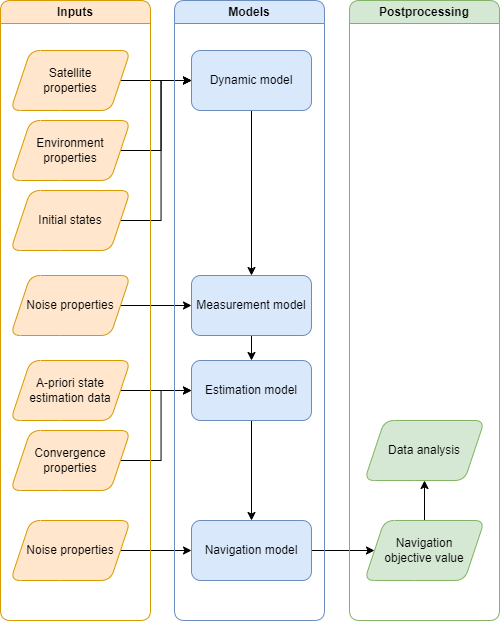 Inputs
Models
Postprocessing
Satellite
properties
Dynamic model
Environment
properties
Initial states
Noise properties
Measurement model
A-priori state
estimation data
Estimation model
Convergence
properties
Data analysis
Noise properties
Navigation model
Navigation
objective value